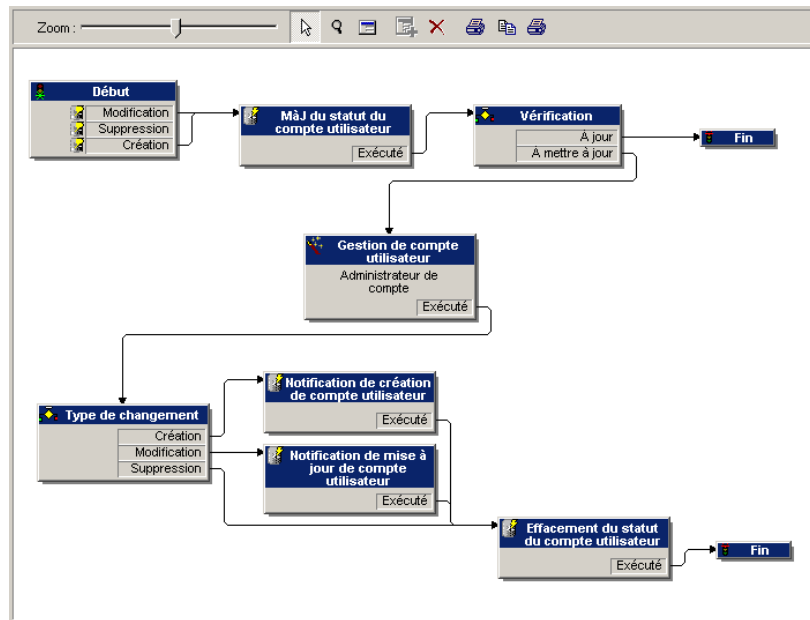 Zoom :
Début
Modification
Suppression
Création
MàJ du statut du
compte utilisateur
Exécuté
Vérification
A jour
A mettre à jour
Fin
Gestion de compte
utilisateur
Administrateur de
compte
Exécuté
Type de changement
Création
Modification
Suppression
Notification de création
de compte utilisateur
Exécuté
Notification de mise à
jour de compte
utilisateur
Exécuté
Effacement du statut
du compte utilisateur
Exécuté
Fin